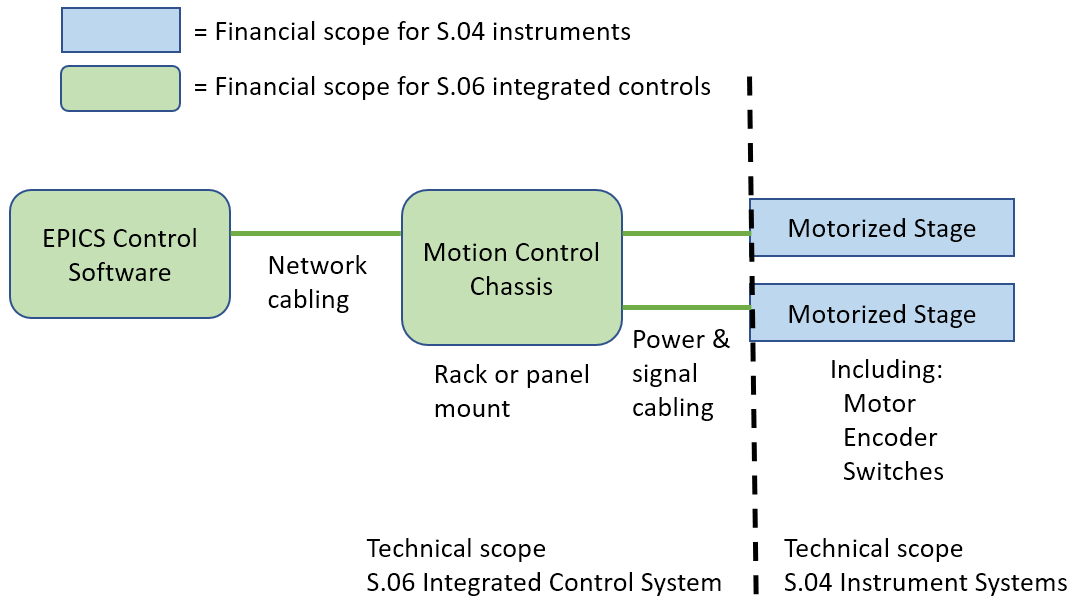 = Financial scope for S.04 instruments
= Financial scope for S.06 integrated controls
EPICS Control
Software
Network
cabling
Motion Control
Chassis
Rack or panel
mount
Power &
signal
cabling
Motorized Stage
Motorized Stage
Including:
Motor
Encoder
Switches
Technical scope
S.06 Integrated Control System
Technical scope
S.04 Instrument Systems